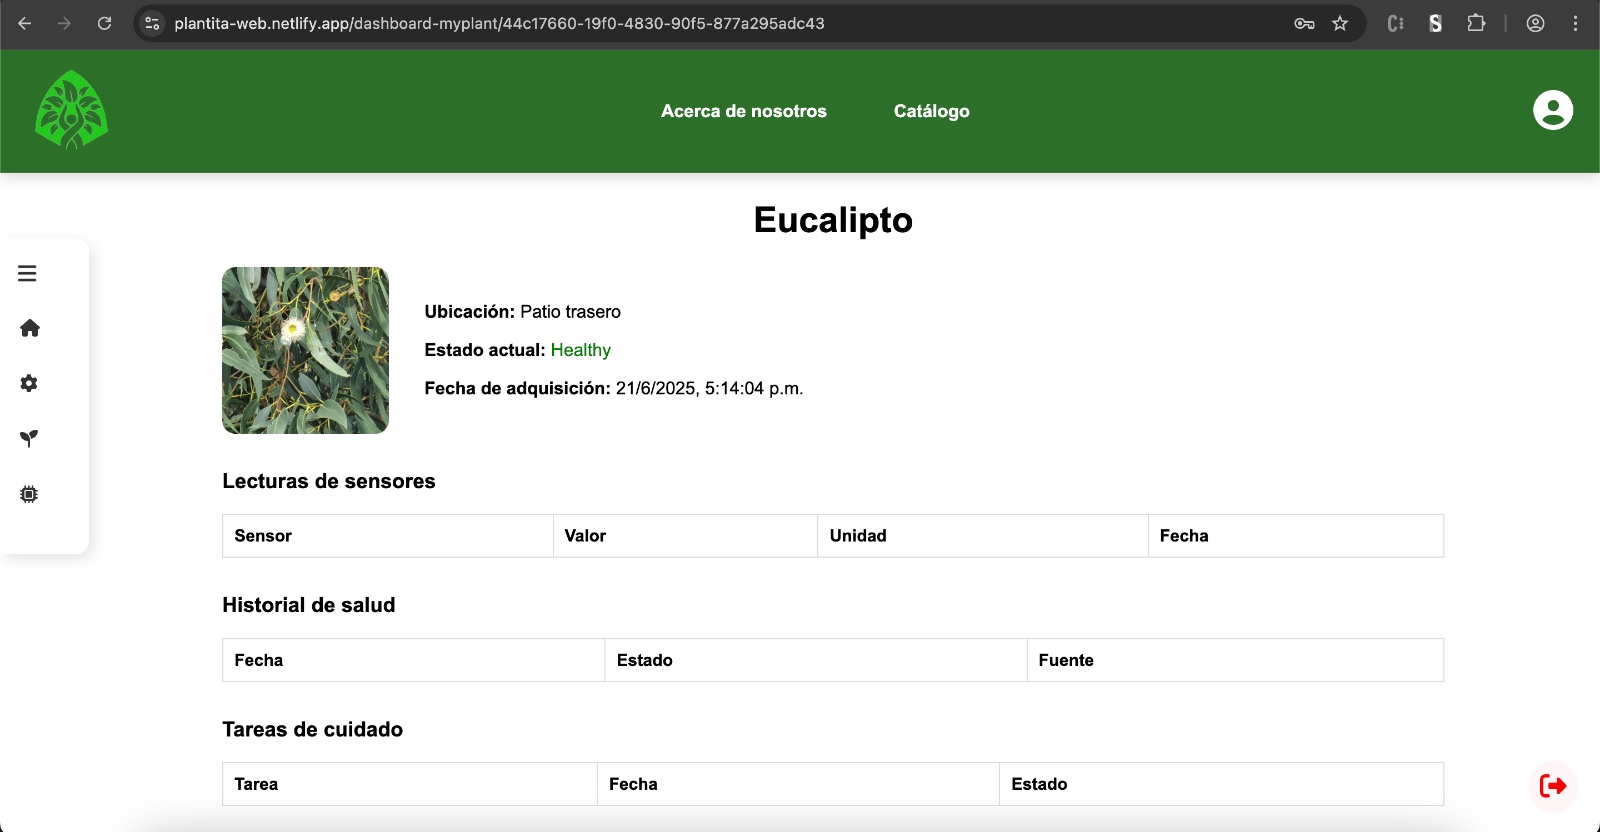 plantita-web.netlify.app/dashboard-myplant/44c17660-19f0-4830-90f5-877a295adc43
Acerca de nosotros
Catálogo
Eucalipto
Ubicación: Patio trasero
Estado actual: Healthy
Fecha de adquisición: 21/6/2025, 5:14:04 p.m.
Lecturas de sensores
Sensor Valor Unidad Fecha
Historial de salud
Fecha Estado Fuente
Tareas de cuidado
Tarea Fecha Estado